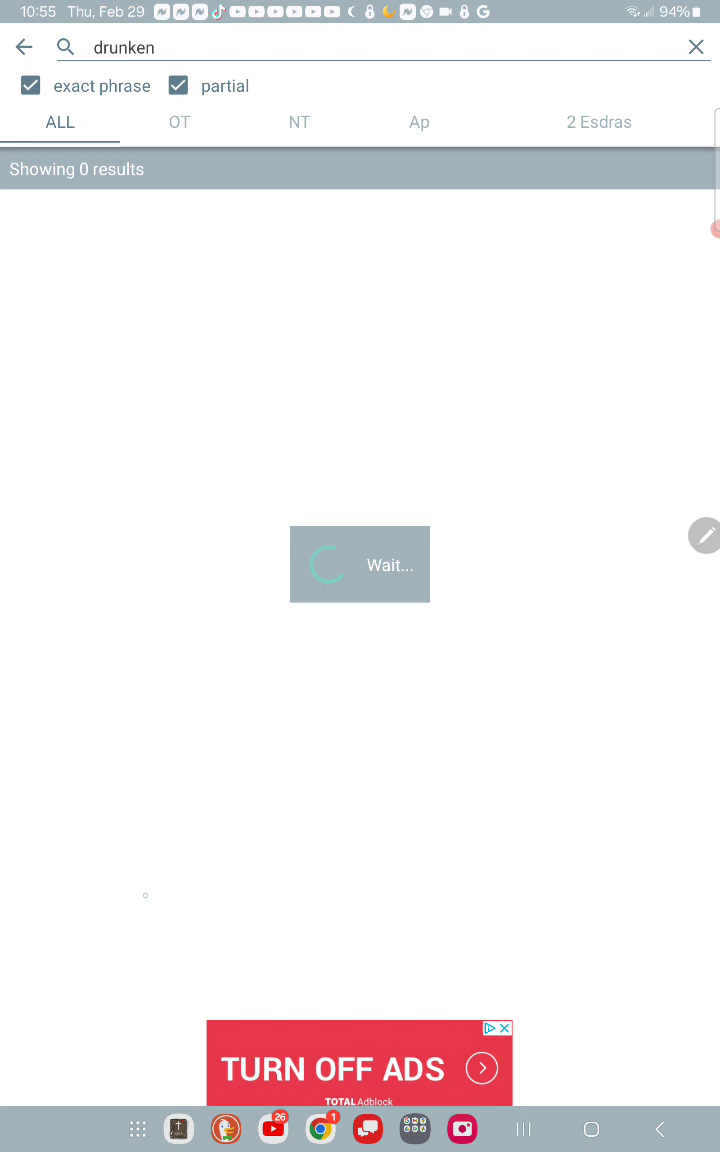 10:55 Thu, Feb 29 94%
drunken
exact phrase partial
ALL OT NT Ap 2 Esdras
Showing 0 results
Wait...
TURN OFF ADS
TOTAL Adblock
26 1